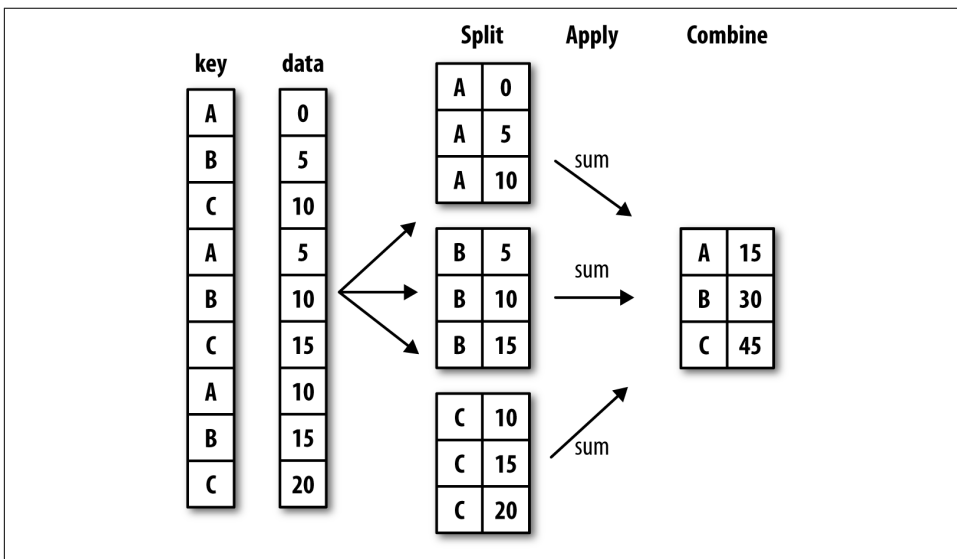 Split Apply Combine
key data
A 0
B 5
C 10
A 5
B 10
C 15
A 10
B 15
C 20
A 0
A 5
A 10
B 5
B 10
B 15
C 10
C 15
C 20
sum
sum
sum
A 15
B 30
C 45